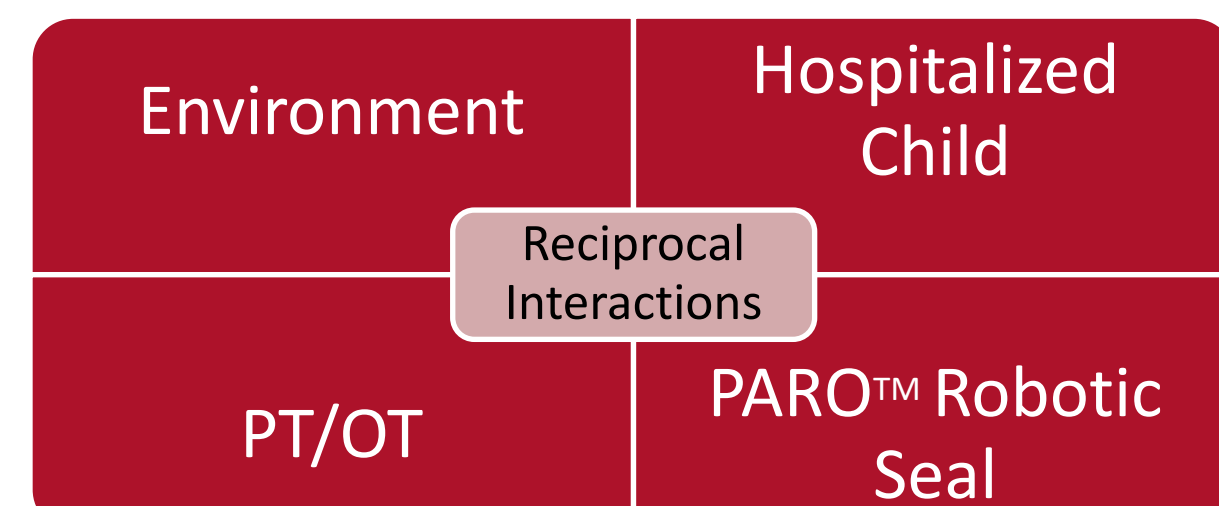 Environment
Hospitalized
Child
Reciprocal
Interactions
PT/OT
PARO™ Robotic
Seal